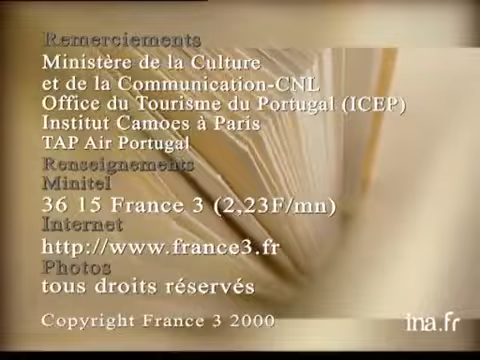 Remerciements
Ministère de la Culture
et de la Communication-CNL
Office du Tourisme du Portugal (ICEP)
Institut Camoes à Paris
TAP Air Portugal
Renseignements
Minitel
36 15 France 3 (2,23F/mn)
Internet
http://www.france3.fr
Photos
tous droits réservés
Copyright France 3 2000
ina.fr